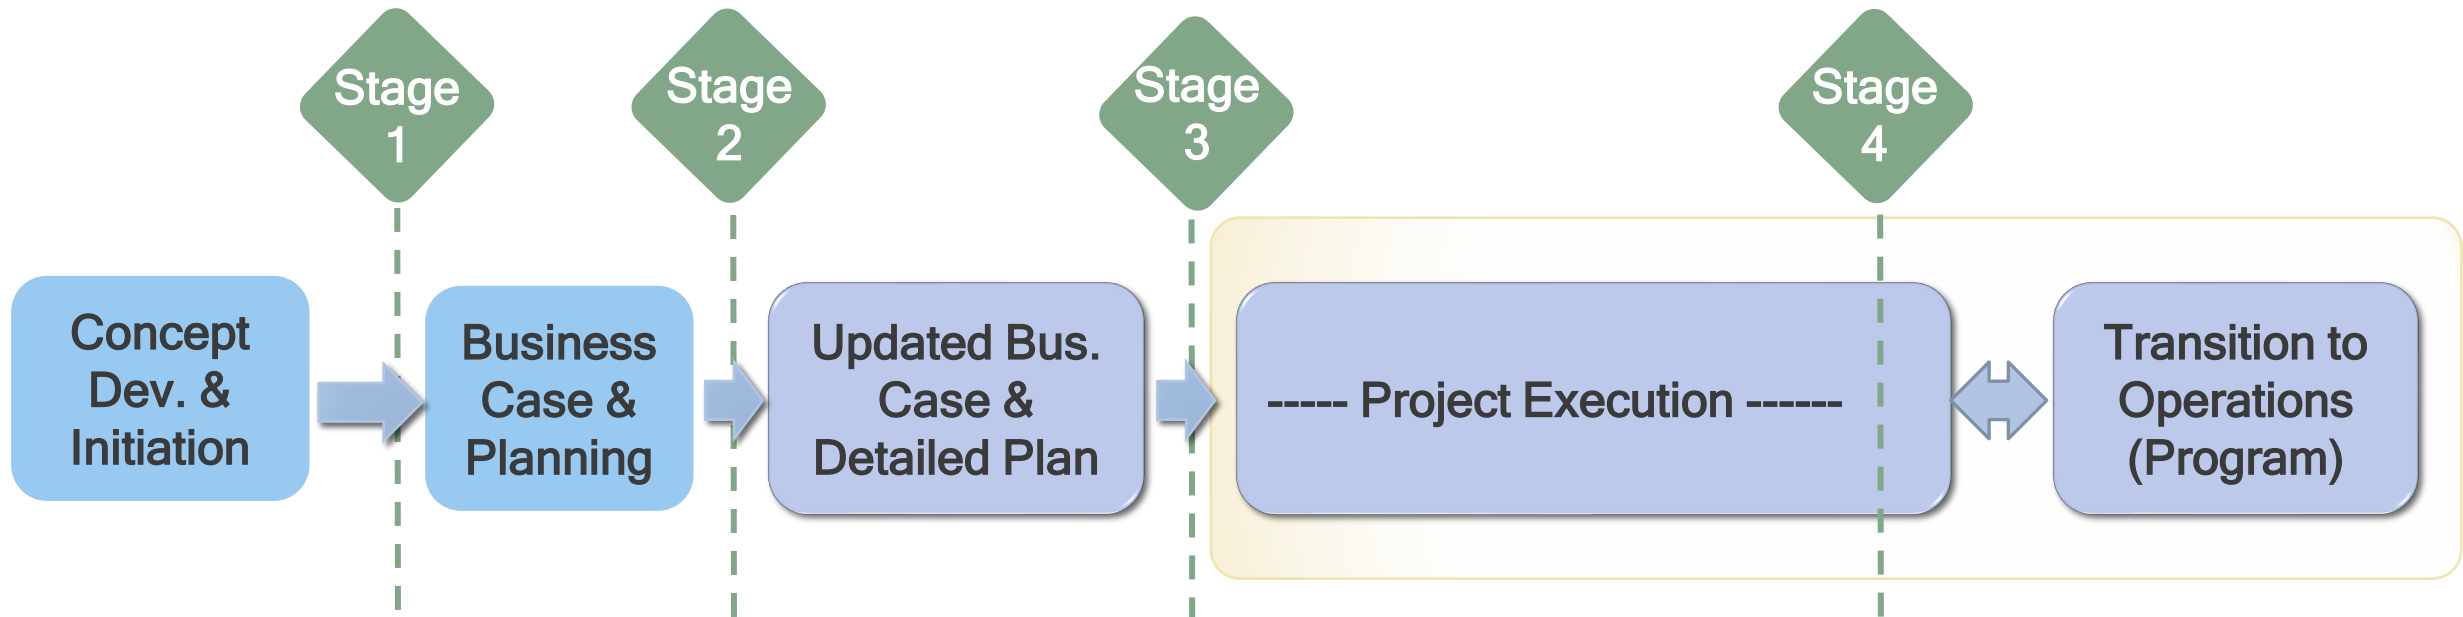 Stage
1
Stage
2
Stage
3
Stage
4
Concept
Dev. &
Initiation
Business
Case &
Planning
Updated Bus.
Case &
Detailed Plan
----- Project Execution ------
Transition to
Operations
(Program)